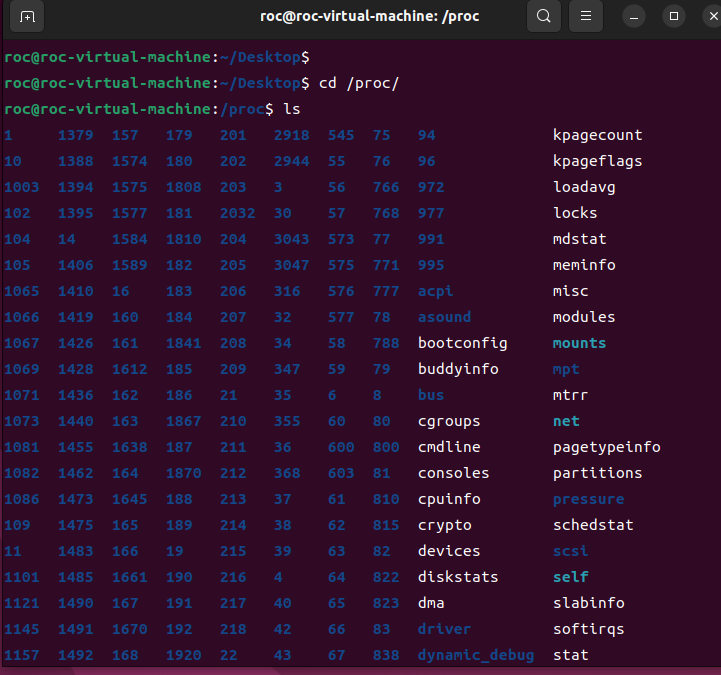 roc@roc-virtual-machine: /proc
roc@roc-virtual-machine:~/Desktop$
roc@roc-virtual-machine:~/Desktop$ cd /proc/
roc@roc-virtual-machine:/proc$ ls
1 1379 157 179 201 2918 545 75 94 kpagecount
10 1388 1574 180 202 2944 55 76 96 kpageflags
1003 1394 1575 1808 203 3 56 766 972 loadavg
102 1395 1577 181 2032 30 57 768 977 locks
104 14 1584 1810 204 3043 573 77 991 mdstat
105 1406 1589 182 205 3047 575 771 995 meminfo
1065 1410 16 183 206 316 576 777 acpi misc
1066 1419 160 184 207 32 577 78 asound modules
1067 1426 161 1841 208 34 58 788 bootconfig mounts
1069 1428 1612 185 209 347 59 79 buddyinfo mpt
1071 1436 162 186 21 35 6 8 bus mtrr
1073 1440 163 1867 210 355 60 80 cgroups net
1081 1455 1638 187 211 36 600 800 cmdline pagetypeinfo
1082 1462 164 1870 212 368 603 81 consoles partitions
1086 1473 1645 188 213 37 61 810 cpuinfo pressure
109 1475 165 189 214 38 62 815 crypto schedstat
11 1483 166 19 215 39 63 82 devices scsi
1101 1485 1661 190 216 4 64 822 diskstats self
1121 1490 167 191 217 40 65 823 dma slabinfo
1145 1491 1670 192 218 42 66 83 driver softirqs
1157 1492 168 1920 22 43 67 838 dynamic_debug stat